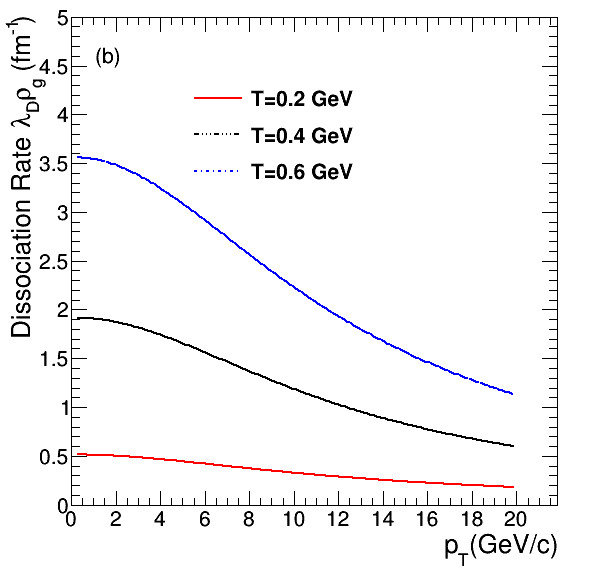 (b)
Dissociation Rate λ_Dρ_g (fm⁻¹)
5
4.5
4
3.5
3
2.5
2
1.5
1
0.5
0
T=0.2 GeV
T=0.4 GeV
T=0.6 GeV
0 2 4 6 8 10 12 14 16 18 20
p_T(GeV/c)